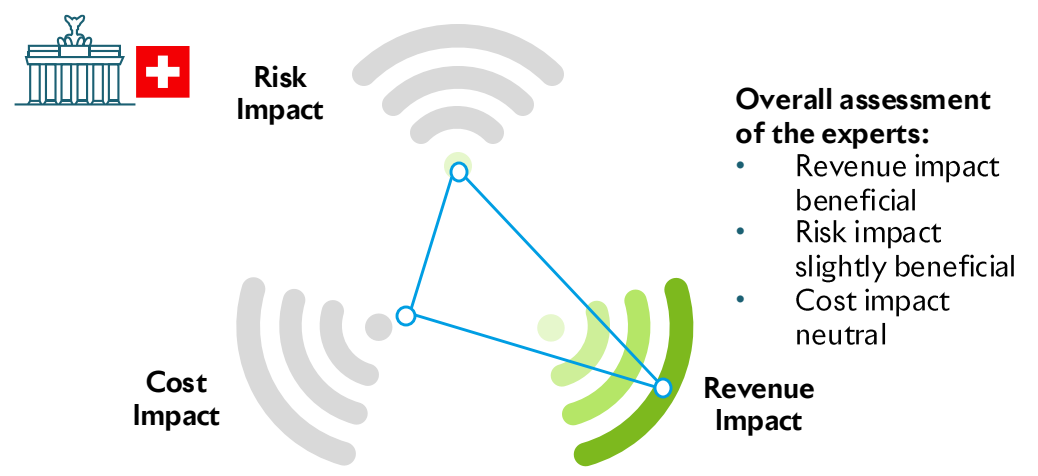 Risk
Impact
Overall assessment
of the experts:
• Revenue impact
beneficial
• Risk impact
slightly beneficial
• Cost impact
neutral
Cost
Impact
Revenue
Impact